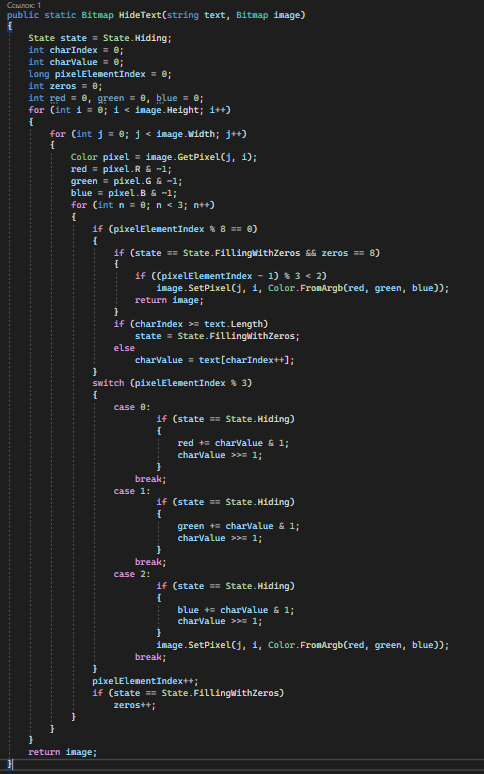 Ссылок: 1
public static Bitmap HideText(string text, Bitmap image)
{
    State state = State.Hiding;
    int charIndex = 0;
    int charValue = 0;
    long pixelElementIndex = 0;
    int zeros = 0;
    int red = 0, green = 0, blue = 0;
    for (int i = 0; i < image.Height; i++)
    {
        for (int j = 0; j < image.Width; j++)
        {
            Color pixel = image.GetPixel(j, i);
            red = pixel.R & ~1;
            green = pixel.G & ~1;
            blue = pixel.B & ~1;
            for (int n = 0; n < 3; n++)
            {
                if (pixelElementIndex % 8 == 0)
                {
                    if (state == State.FillingWithZeros && zeros == 8)
                    {
                        if ((pixelElementIndex - 1) % 3 < 2)
                            image.SetPixel(j, i, Color.FromArgb(red, green, blue));
                        return image;
                    }
                    if (charIndex >= text.Length)
                        state = State.FillingWithZeros;
                    else
                        charValue = text[charIndex++];
                }
                switch (pixelElementIndex % 3)
                {
                    case 0:
                            if (state == State.Hiding)
                            {
                                red += charValue & 1;
                                charValue >>= 1;
                            }
                        break;
                    case 1:
                            if (state == State.Hiding)
                            {
                                green += charValue & 1;
                                charValue >>= 1;
                            }
                        break;
                    case 2:
                            if (state == State.Hiding)
                            {
                                blue += charValue & 1;
                                charValue >>= 1;
                            }
                            image.SetPixel(j, i, Color.FromArgb(red, green, blue));
                        break;
                }
                pixelElementIndex++;
                if (state == State.FillingWithZeros)
                    zeros++;
            }
        }
    }
    return image;
}